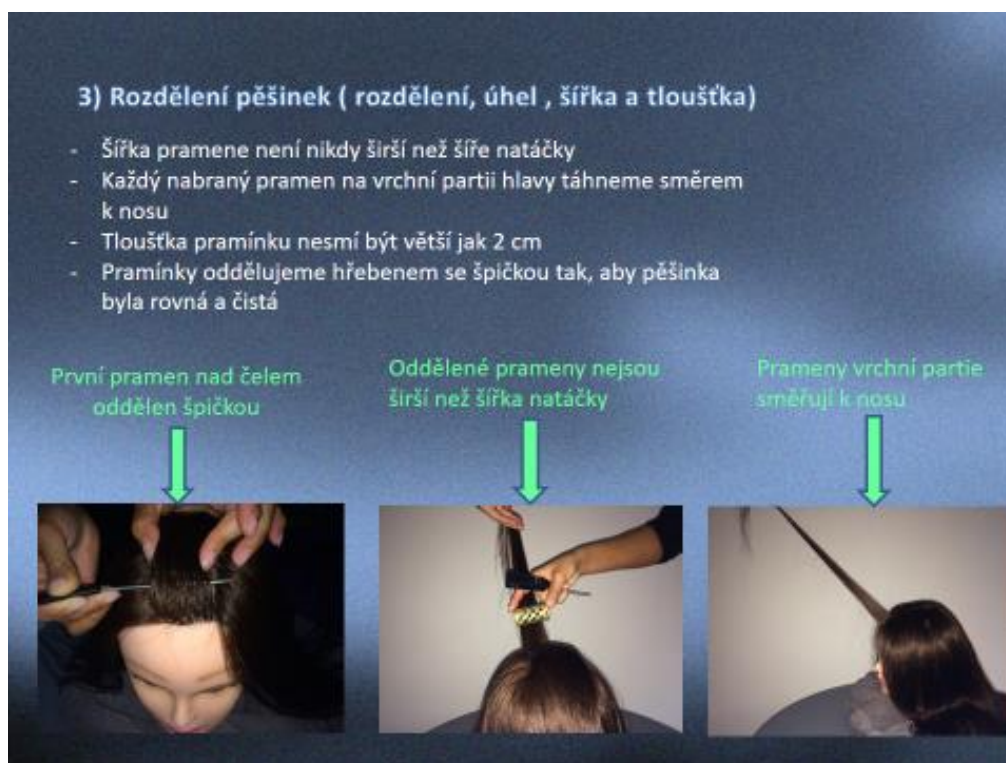 3) Rozdělení pěšinek ( rozdělení, úhel , šířka a tloušťka)
- Šířka pramene není nikdy širší než šíře natáčky
- Každý nabraný pramen na vrchní partii hlavy táhneme směrem
k nosu
- Tloušťka pramínku nesmí být větší jak 2 cm
- Pramínky oddělujeme hřebenem se špičkou tak, aby pěšinka
byla rovná a čistá
První pramen nad čelem
oddělen špičkou
Oddělené prameny nejsou
širší než šířka natáčky
Prameny vrchní partie
směřují k nosu